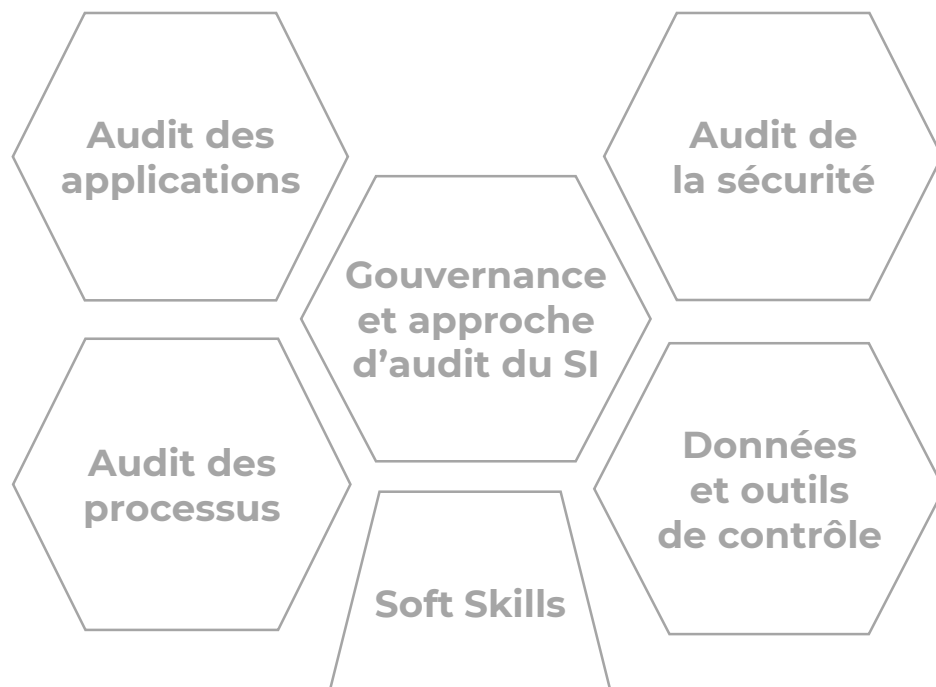 Audit des
applications
Audit de
la sécurité
Gouvernance
et approche
d’audit du SI
Audit des
processus
Données
et outils
de contrôle
Soft Skills